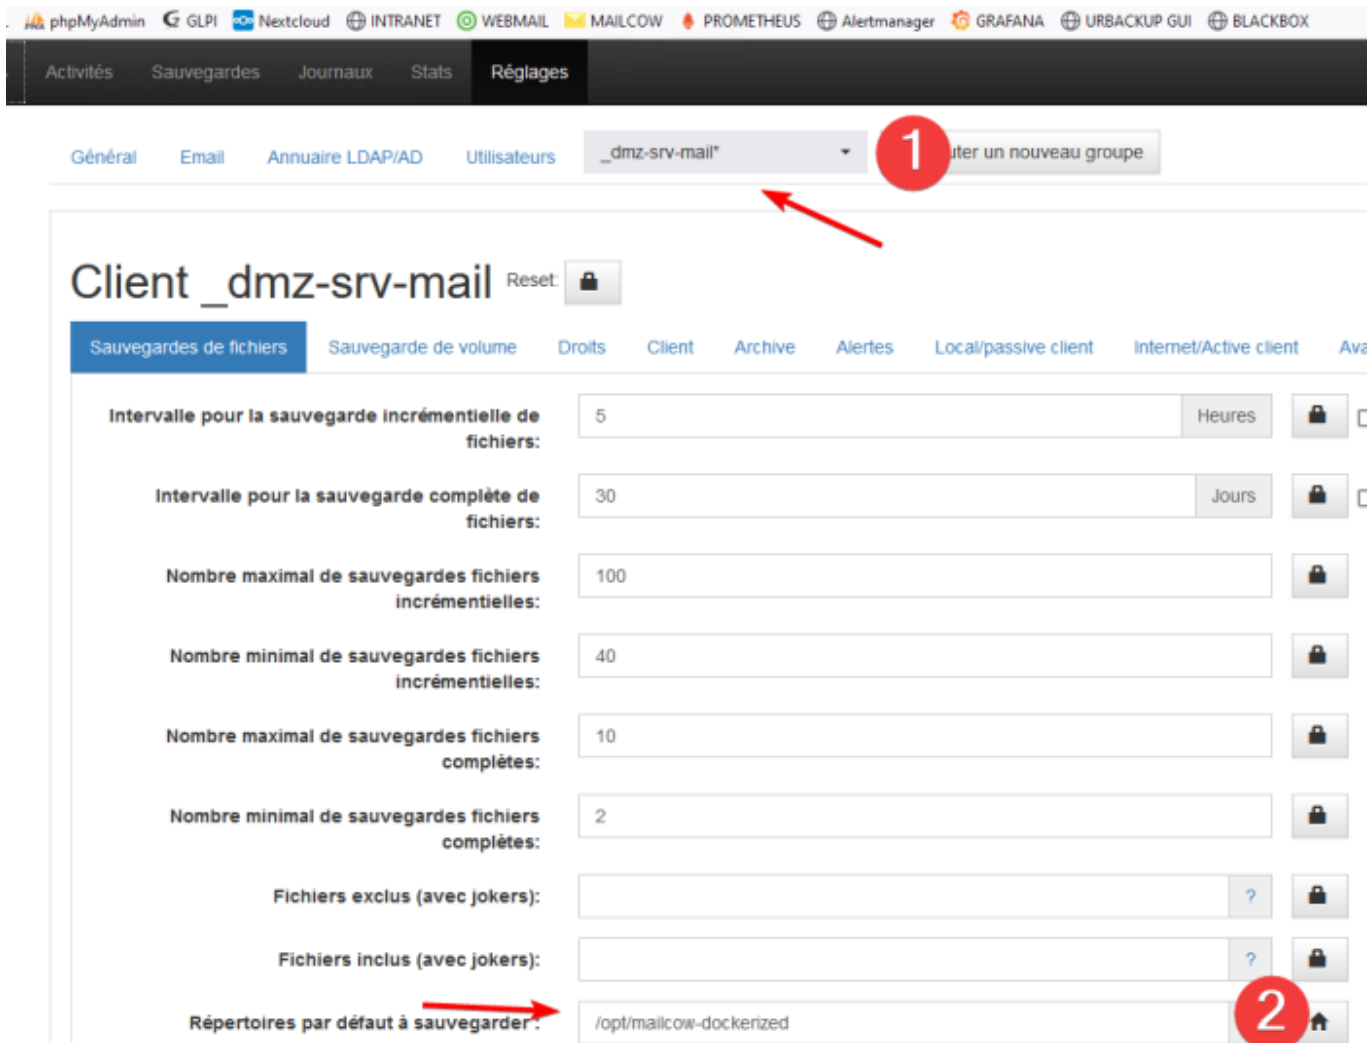 phpMyAdmin GLPI Nextcloud INTRANET WEBMAIL MAILCOW PROMETHEUS Alertmanager GRAFANA URBACKUP GUI BLACKBOX
Activités Sauvegardes Journaux Stats Réglages
Général Email Annuaire LDAP/AD Utilisateurs _dmz-srv-mail* 1 uter un nouveau groupe
Client _dmz-srv-mail Reset:
Sauvegardes de fichiers Sauvegarde de volume Droits Client Archive Alertes Local/passive client Internet/Active client Ava
Intervalle pour la sauvegarde incrémentielle de 5 Heures
fichiers:
Intervalle pour la sauvegarde complète de 30 Jours
fichiers:
Nombre maximal de sauvegardes fichiers 100
incrémentielles:
Nombre minimal de sauvegardes fichiers 40
incrémentielles:
Nombre maximal de sauvegardes fichiers 10
complètes:
Nombre minimal de sauvegardes fichiers 2
complètes:
Fichiers exclus (avec jokers): ?
Fichiers inclus (avec jokers): ?
Répertoires par défaut à sauvegarder : /opt/mailcow-dockerized 2